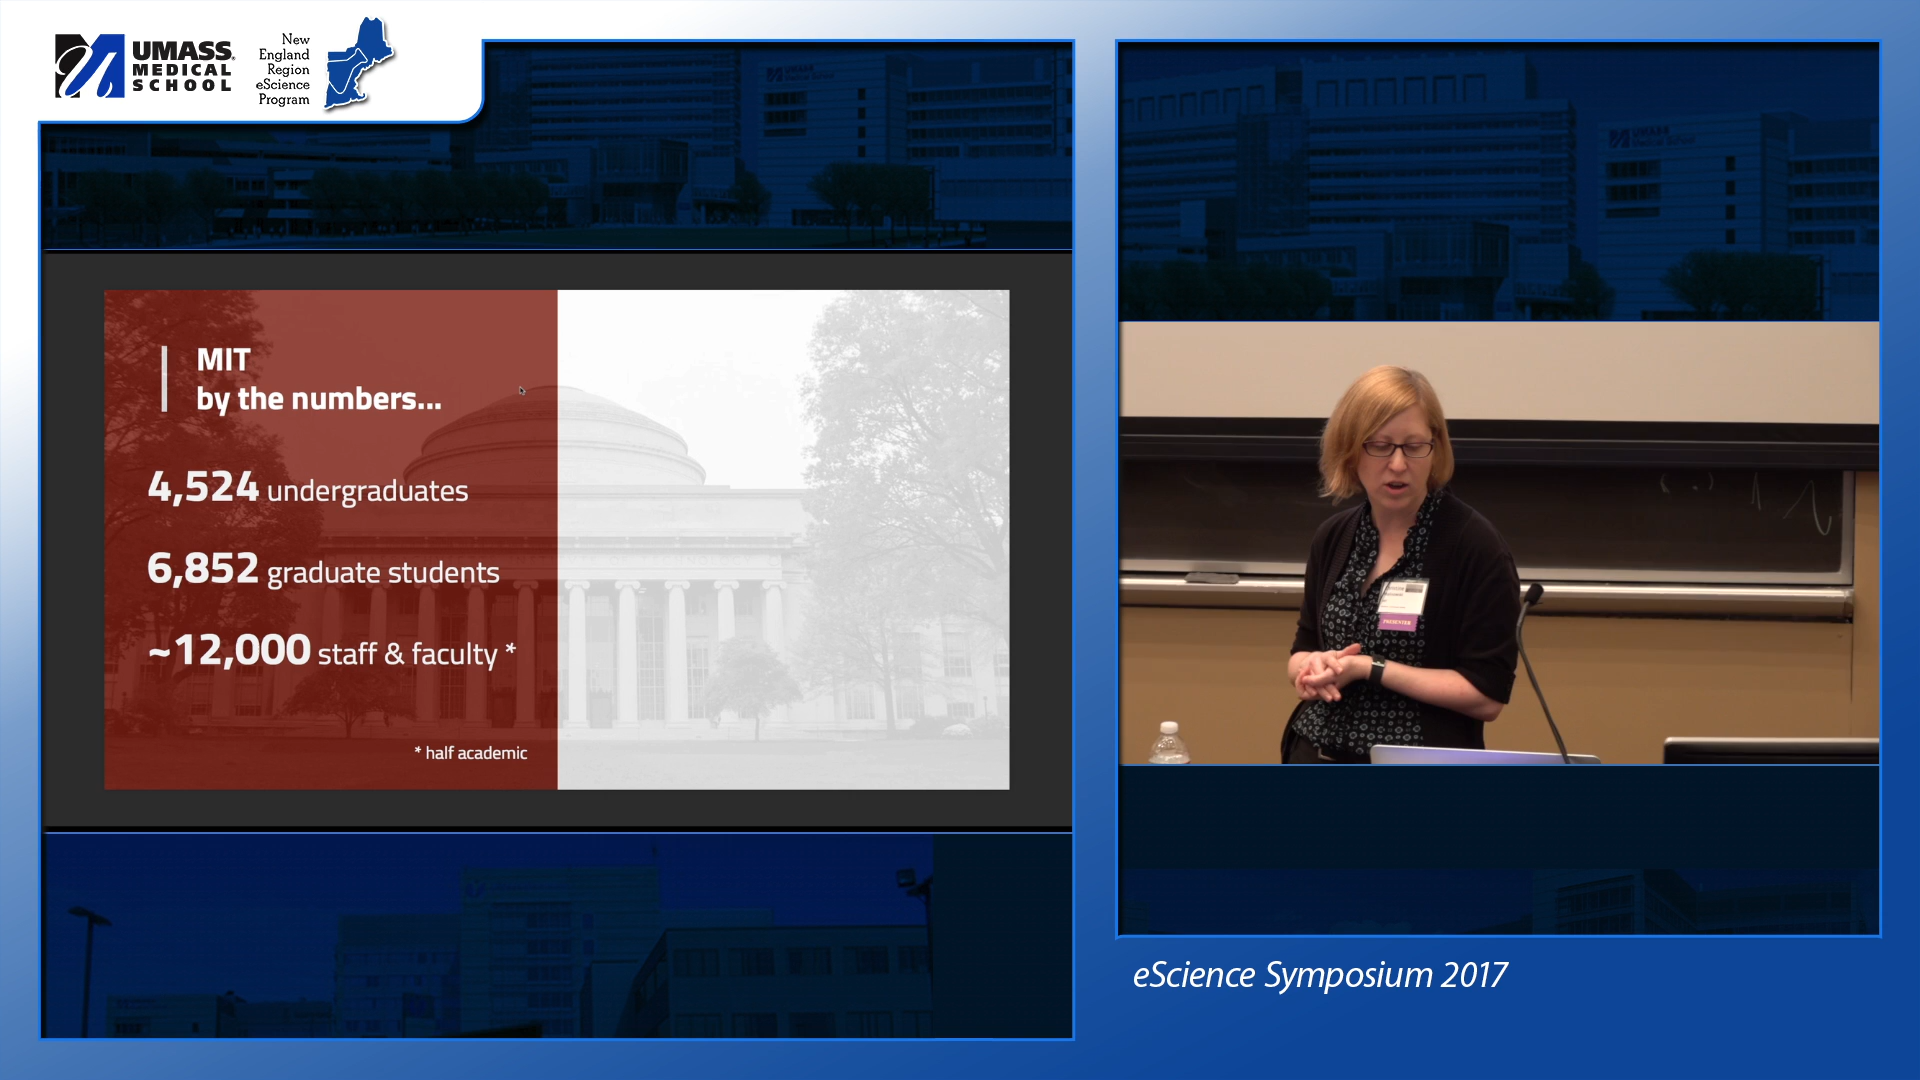 UMASS
MEDICAL
SCHOOL
New
England
Region
eScience
Program
MIT
by the numbers...
4,524 undergraduates
6,852 graduate students
~12,000 staff & faculty *
* half academic
PRESENTER
eScience Symposium 2017